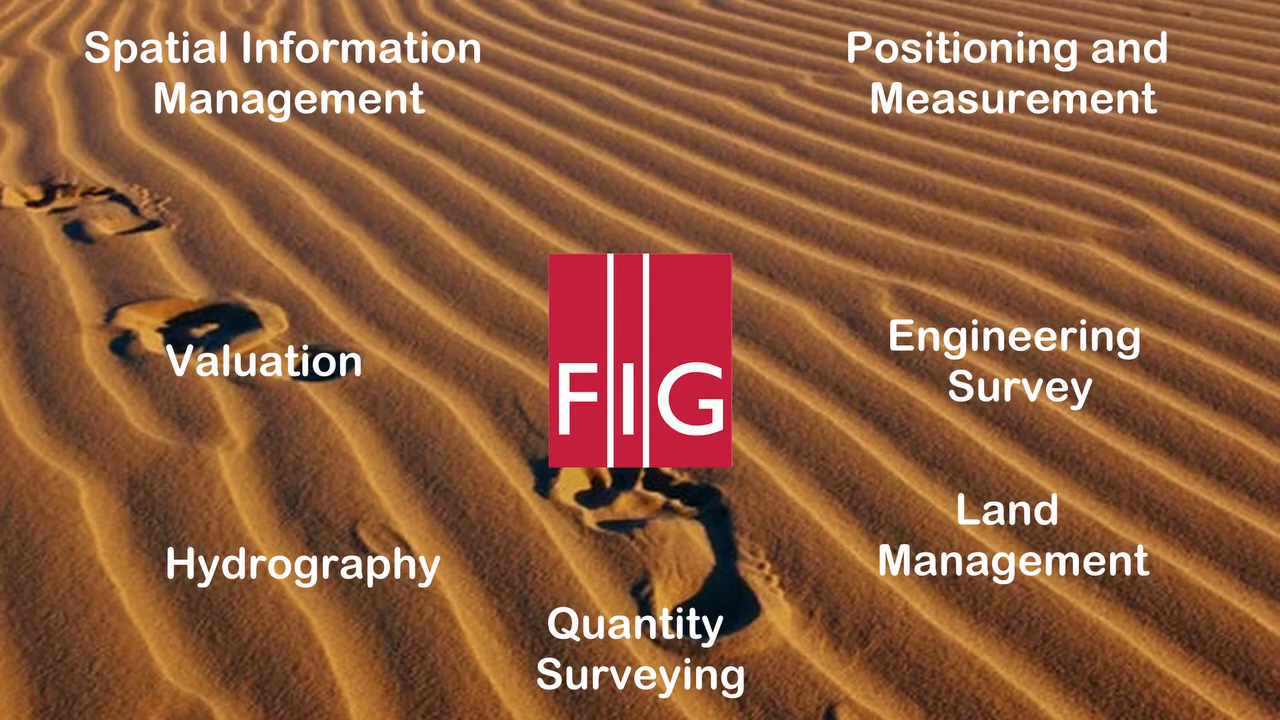 Spatial Information
Management
Positioning and
Measurement
Valuation
FIG
Engineering
Survey
Hydrography
Land
Management
Quantity
Surveying